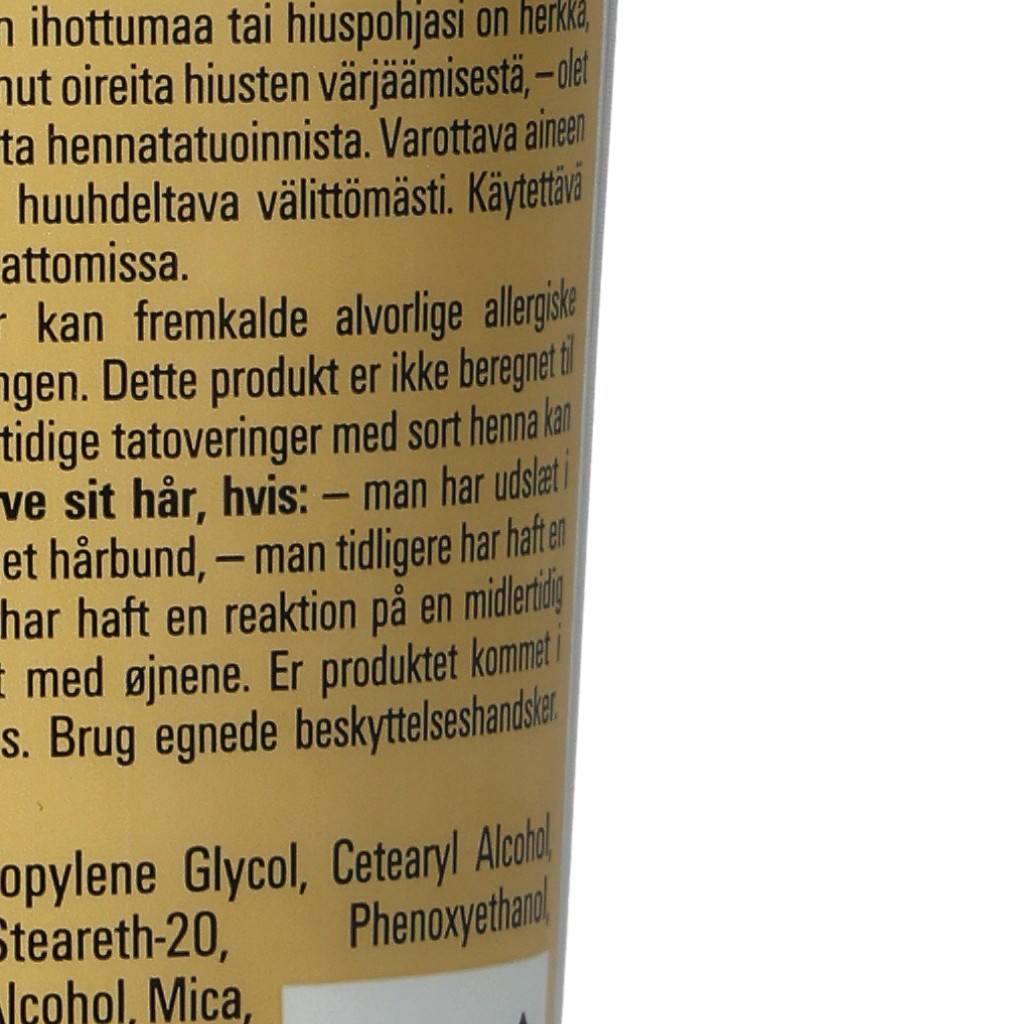 ihottumaa tai hiuspohjasi on herkkä,
oireita hiusten värjäämisestä, – olet
hennatatuoinnista. Varottava aineen
huuhdeltava välittömästi. Käytettävä
attomissa.
kan fremkalde alvorlige allergiske
ngen. Dette produkt er ikke beregnet til
tidige tatoveringer med sort henna kan
ve sit hår, hvis: – man har udslæt i
et hårbund, – man tidligere har haft en
har haft en reaktion på en midlertidig
med øjnene. Er produktet kommet i
s. Brug egnede beskyttelseshandsker.
opylene Glycol, Cetearyl Alcohol,
Steareth-20, Phenoxyethanol,
Alcohol, Mica,